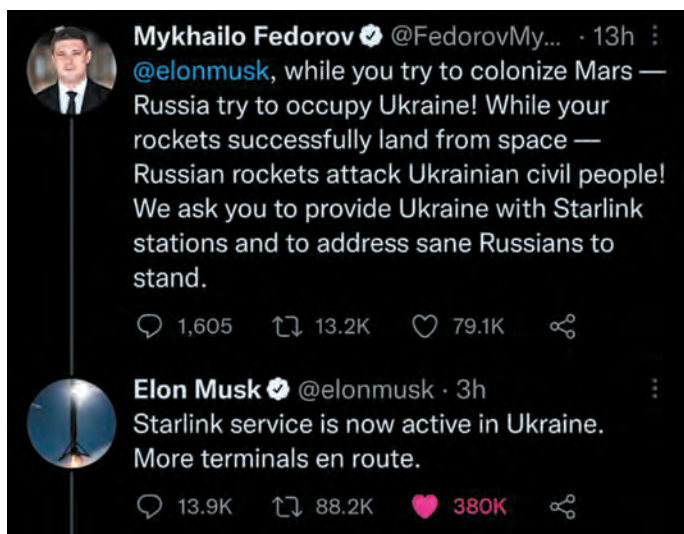 Mykhailo Fedorov @FedorovMy... · 13h
@elonmusk, while you try to colonize Mars —
Russia try to occupy Ukraine! While your
rockets successfully land from space —
Russian rockets attack Ukrainian civil people!
We ask you to provide Ukraine with Starlink
stations and to address sane Russians to
stand.
1,605 13.2K 79.1K
Elon Musk @elonmusk · 3h
Starlink service is now active in Ukraine.
More terminals en route.
13.9K 88.2K 380K